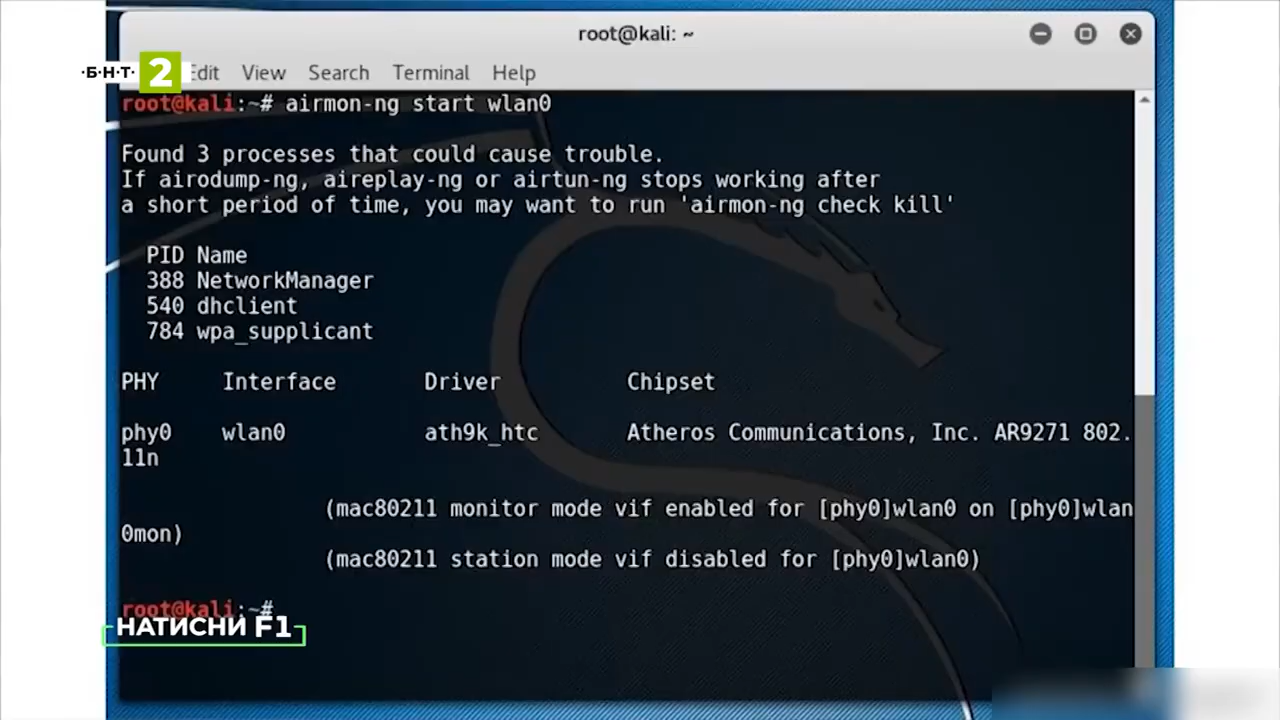 root@kali: ~
·Б·Н·Т· 2
Edit View Search Terminal Help
root@kali:~# airmon-ng start wlan0
Found 3 processes that could cause trouble.
If airodump-ng, aireplay-ng or airtun-ng stops working after
a short period of time, you may want to run 'airmon-ng check kill'
PID Name
388 NetworkManager
540 dhclient
784 wpa_supplicant
PHY Interface Driver Chipset
phy0 wlan0 ath9k_htc Atheros Communications, Inc. AR9271 802.
11n
(mac80211 monitor mode vif enabled for [phy0]wlan0 on [phy0]wlan
0mon)
(mac80211 station mode vif disabled for [phy0]wlan0)
root@kali:~#
НАТИСНИ F1